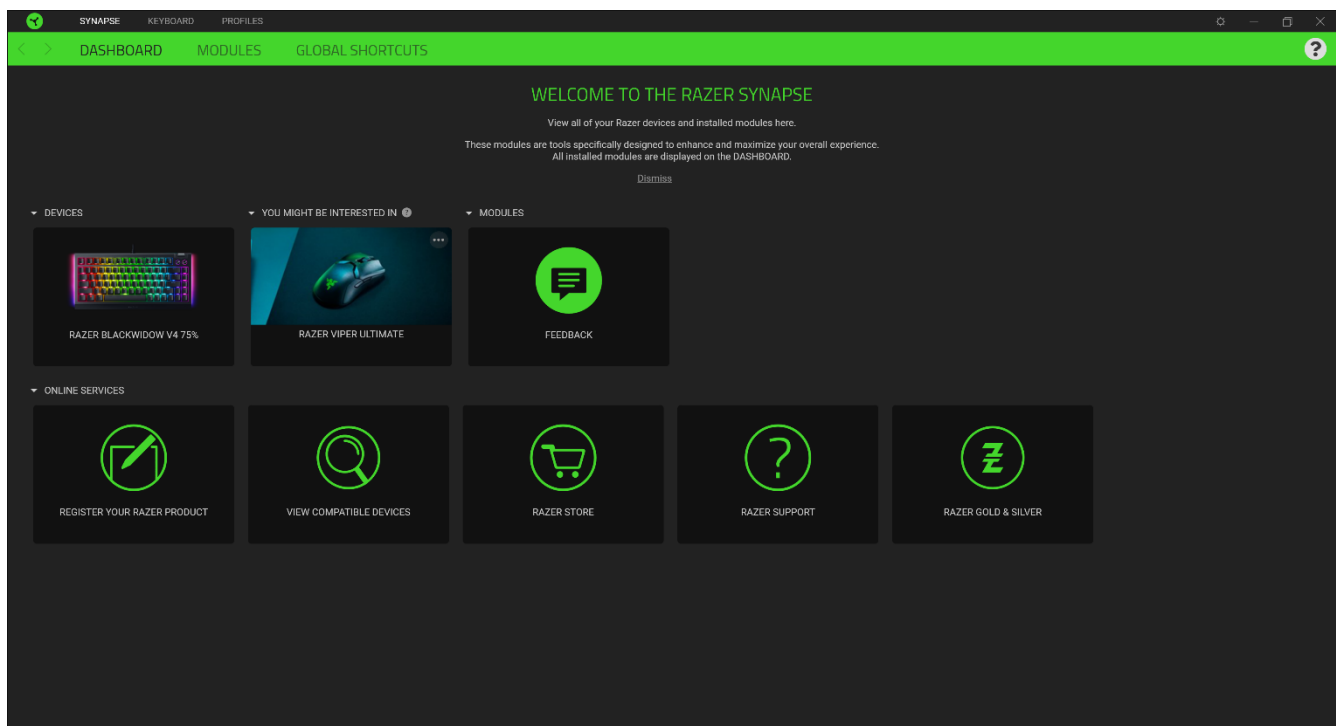 SYNAPSE KEYBOARD PROFILES
DASHBOARD MODULES GLOBAL SHORTCUTS
WELCOME TO THE RAZER SYNAPSE
View all of your Razer devices and installed modules here.
These modules are tools specifically designed to enhance and maximize your overall experience.
All installed modules are displayed on the DASHBOARD.
Dismiss
DEVICES
YOU MIGHT BE INTERESTED IN
MODULES
RAZER BLACKWIDOW V4 75%
RAZER VIPER ULTIMATE
FEEDBACK
ONLINE SERVICES
REGISTER YOUR RAZER PRODUCT
VIEW COMPATIBLE DEVICES
RAZER STORE
RAZER SUPPORT
RAZER GOLD & SILVER